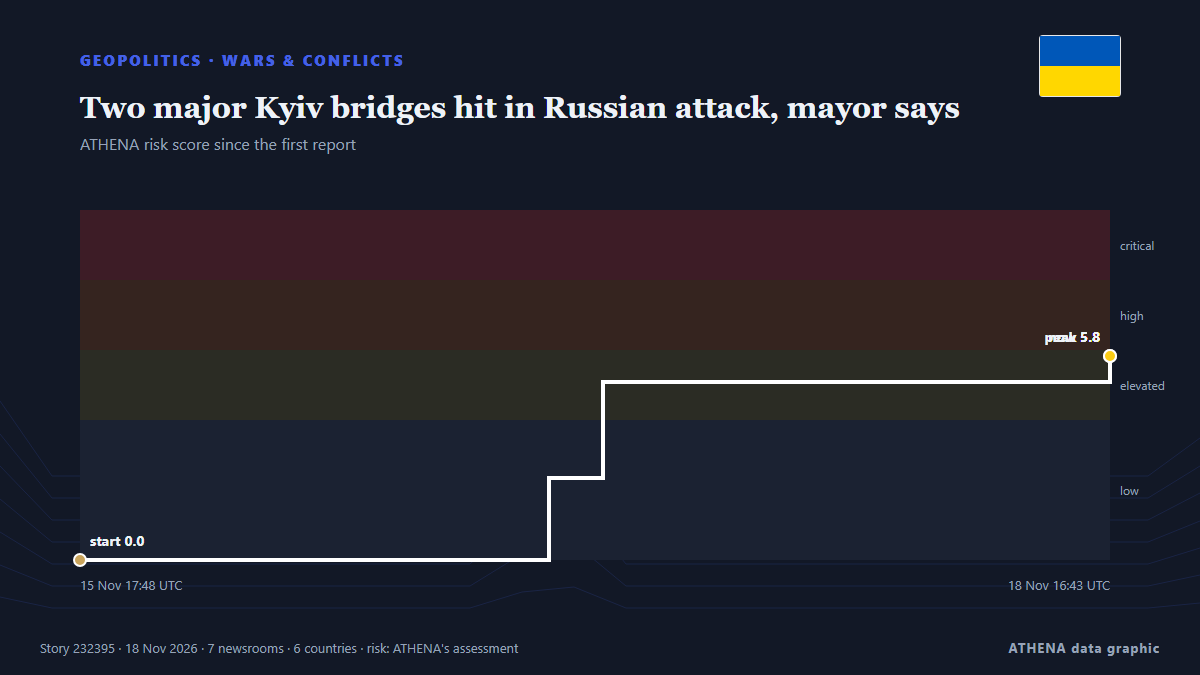 GEOPOLITICS · WARS & CONFLICTS
Two major Kyiv bridges hit in Russian attack, mayor says
ATHENA risk score since the first report
critical
high
peak 5.8
elevated
low
start 0.0
15 Nov 17:48 UTC
18 Nov 16:43 UTC
Story 232395 · 18 Nov 2026 · 7 newsrooms · 6 countries · risk: ATHENA's assessment
ATHENA data graphic